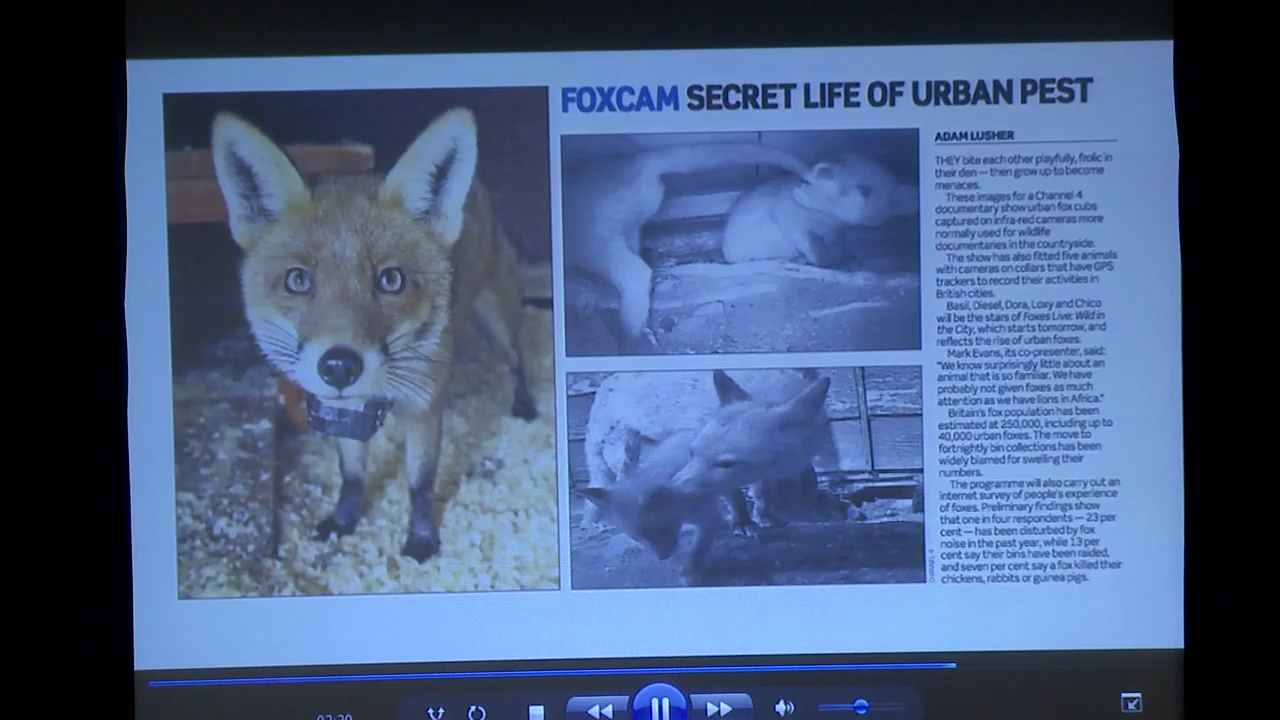 FOXCAM SECRET LIFE OF URBAN PEST
ADAM LUSHER
THEY bite each other playfully, frolic in
their den — then grow up to become
menaces.
These images for a Channel 4
documentary show urban fox cubs
captured on infra-red cameras more
normally used for wildlife
documentaries in the countryside.
The show has also fitted five animals
with cameras on collars that have GPS
trackers to record their activities in
British cities.
Basil, Diesel, Dora, Loxy and Chico
will be the stars of Foxes Live: Wild in
the City, which starts tomorrow, and
reflects the rise of urban foxes.
Mark Evans, its co-presenter, said:
"We know surprisingly little about an
animal that is so familiar. We have
probably not given foxes as much
attention as we have lions in Africa."
Britain's fox population has been
estimated at 250,000, including up to
40,000 urban foxes. The move to
fortnightly bin collections has been
widely blamed for swelling their
numbers.
The programme will also carry out an
internet survey of people's experience
of foxes. Preliminary findings show
that one in four respondents — 23 per
cent — has been disturbed by fox
noise in the past year, while 13 per
cent say their bins have been raided,
and seven per cent say a fox killed their
chickens, rabbits or guinea pigs.
CHANNEL 4